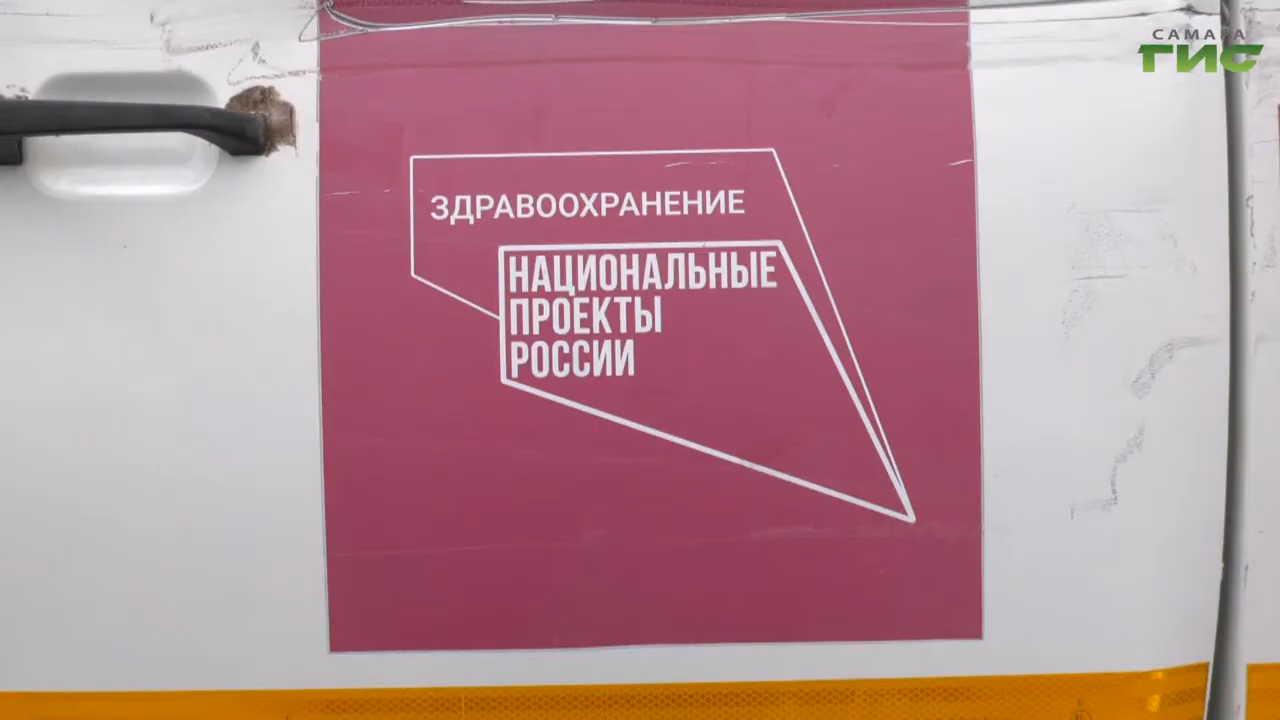 САМАРА
ГИС
ЗДРАВООХРАНЕНИЕ
НАЦИОНАЛЬНЫЕ
ПРОЕКТЫ
РОССИИ